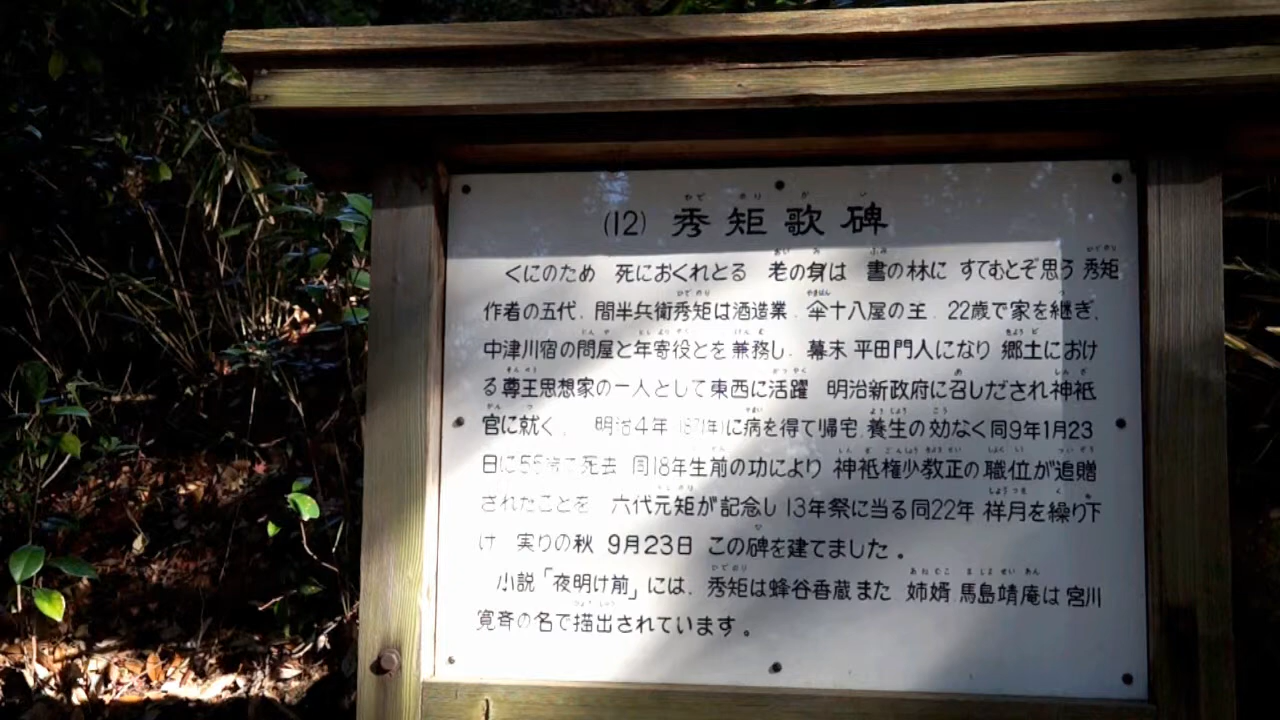 (12) 秀矩歌碑
くにのため 死におくれとる 老の身は 書の林に すてむとぞ思う 秀矩
作者の五代、間半兵衛秀矩は酒造業、伞十八屋の主、22歳で家を継ぎ、
中津川宿の問屋と年寄役とを兼務し、幕末 平田門人になり 郷土におけ
る尊王思想家の一人として東西に活躍 明治新政府に召しだされ神祇
官に就く、 明治4年(1871年)に病を得て帰宅、養生の効なく同9年1月23
日に55歳で死去 同18年生前の功により 神祇権少教正の職位が追贈
されたことを 六代元矩が記念し 13年祭に当る同22年 祥月を繰り下
け 実りの秋 9月23日 この碑を建てました。
小説「夜明け前」には、秀矩は蜂谷香蔵また 姉婿 馬島靖庵は宮川
寛斉の名で描出されています。